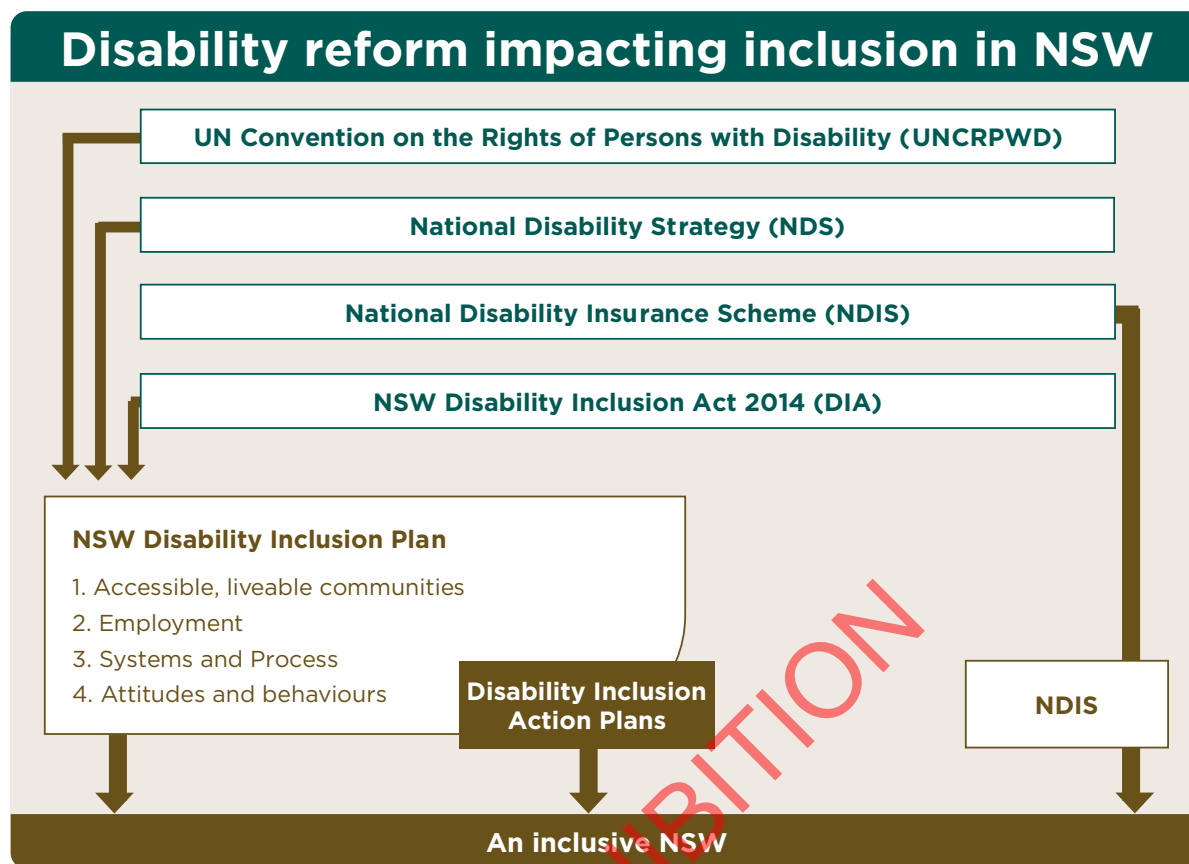 Disability reform impacting inclusion in NSW
UN Convention on the Rights of Persons with Disability (UNCRPWD)
National Disability Strategy (NDS)
National Disability Insurance Scheme (NDIS)
NSW Disability Inclusion Act 2014 (DIA)
NSW Disability Inclusion Plan
1. Accessible, liveable communities
2. Employment
3. Systems and Process
4. Attitudes and behaviours
Disability Inclusion
Action Plans
NDIS
An inclusive NSW